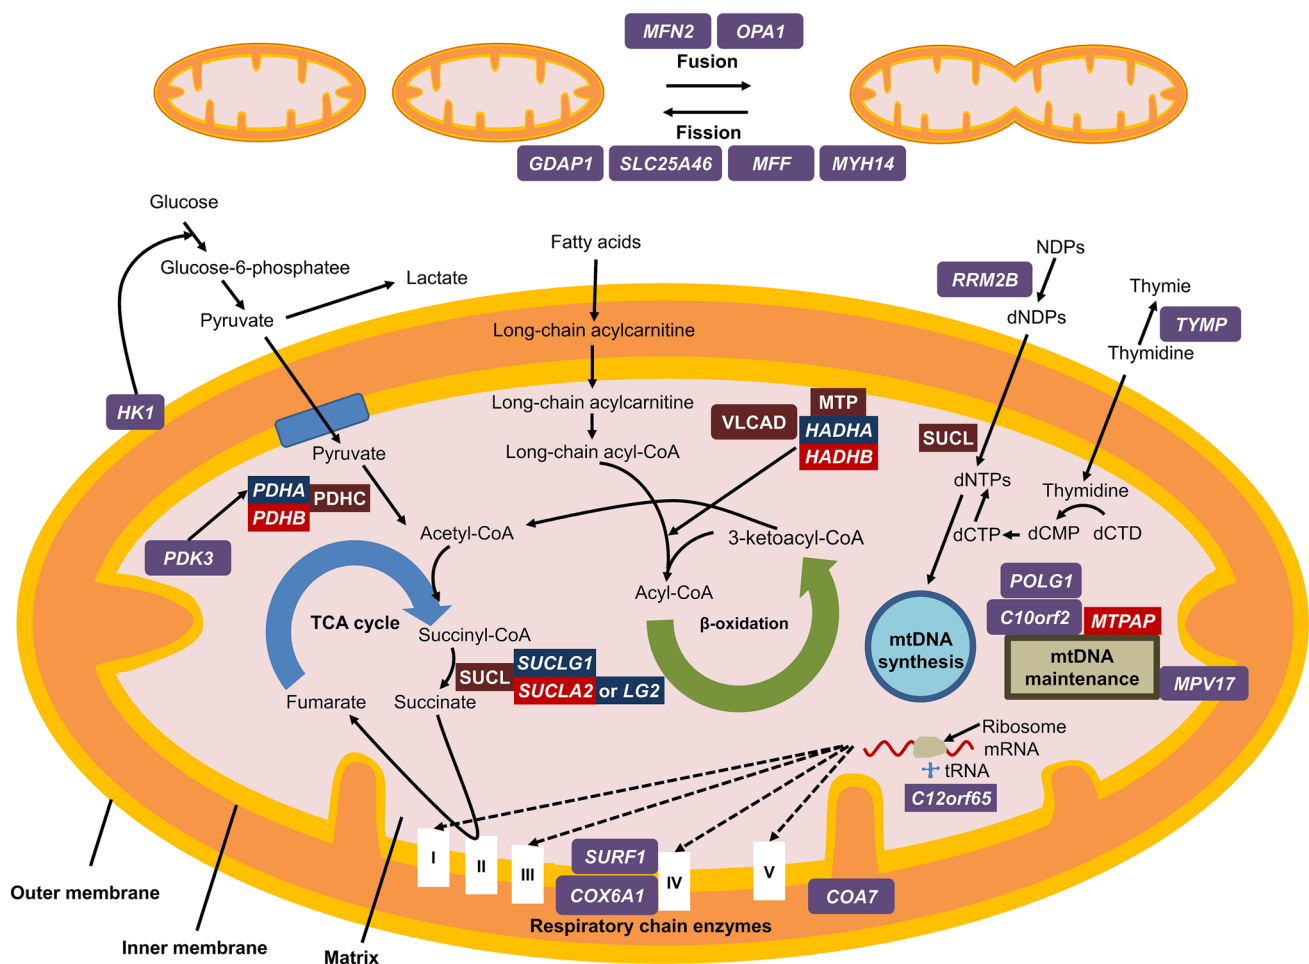 MFN2 OPA1
Fusion
Fission
GDAP1 SLC25A46 MFF MYH14
Glucose
Glucose-6-phosphatee
Lactate
Pyruvate
HK1
Fatty acids
Long-chain acylcarnitine
Long-chain acylcarnitine
Long-chain acyl-CoA
NDPs
RRM2B
dNDPs
Thymie
TYMP
Thymidine
Pyruvate
PDHA PDHC
PDHB
PDK3
Acetyl-CoA
VLCAD MTP
HADHA
HADHB
3-ketoacyl-CoA
Acyl-CoA
β-oxidation
SUCL
dNTPs
Thymidine
dCTP dCMP dCTD
TCA cycle
Succinyl-CoA
SUCL SUCLG1
SUCLA2 or LG2
Fumarate
Succinate
mtDNA
synthesis
POLG1
C10orf2 MTPAP
mtDNA
maintenance
MPV17
Ribosome
mRNA
tRNA
C12orf65
I
II
III
SURF1
COX6A1
IV
V
COA7
Respiratory chain enzymes
Outer membrane
Inner membrane
Matrix